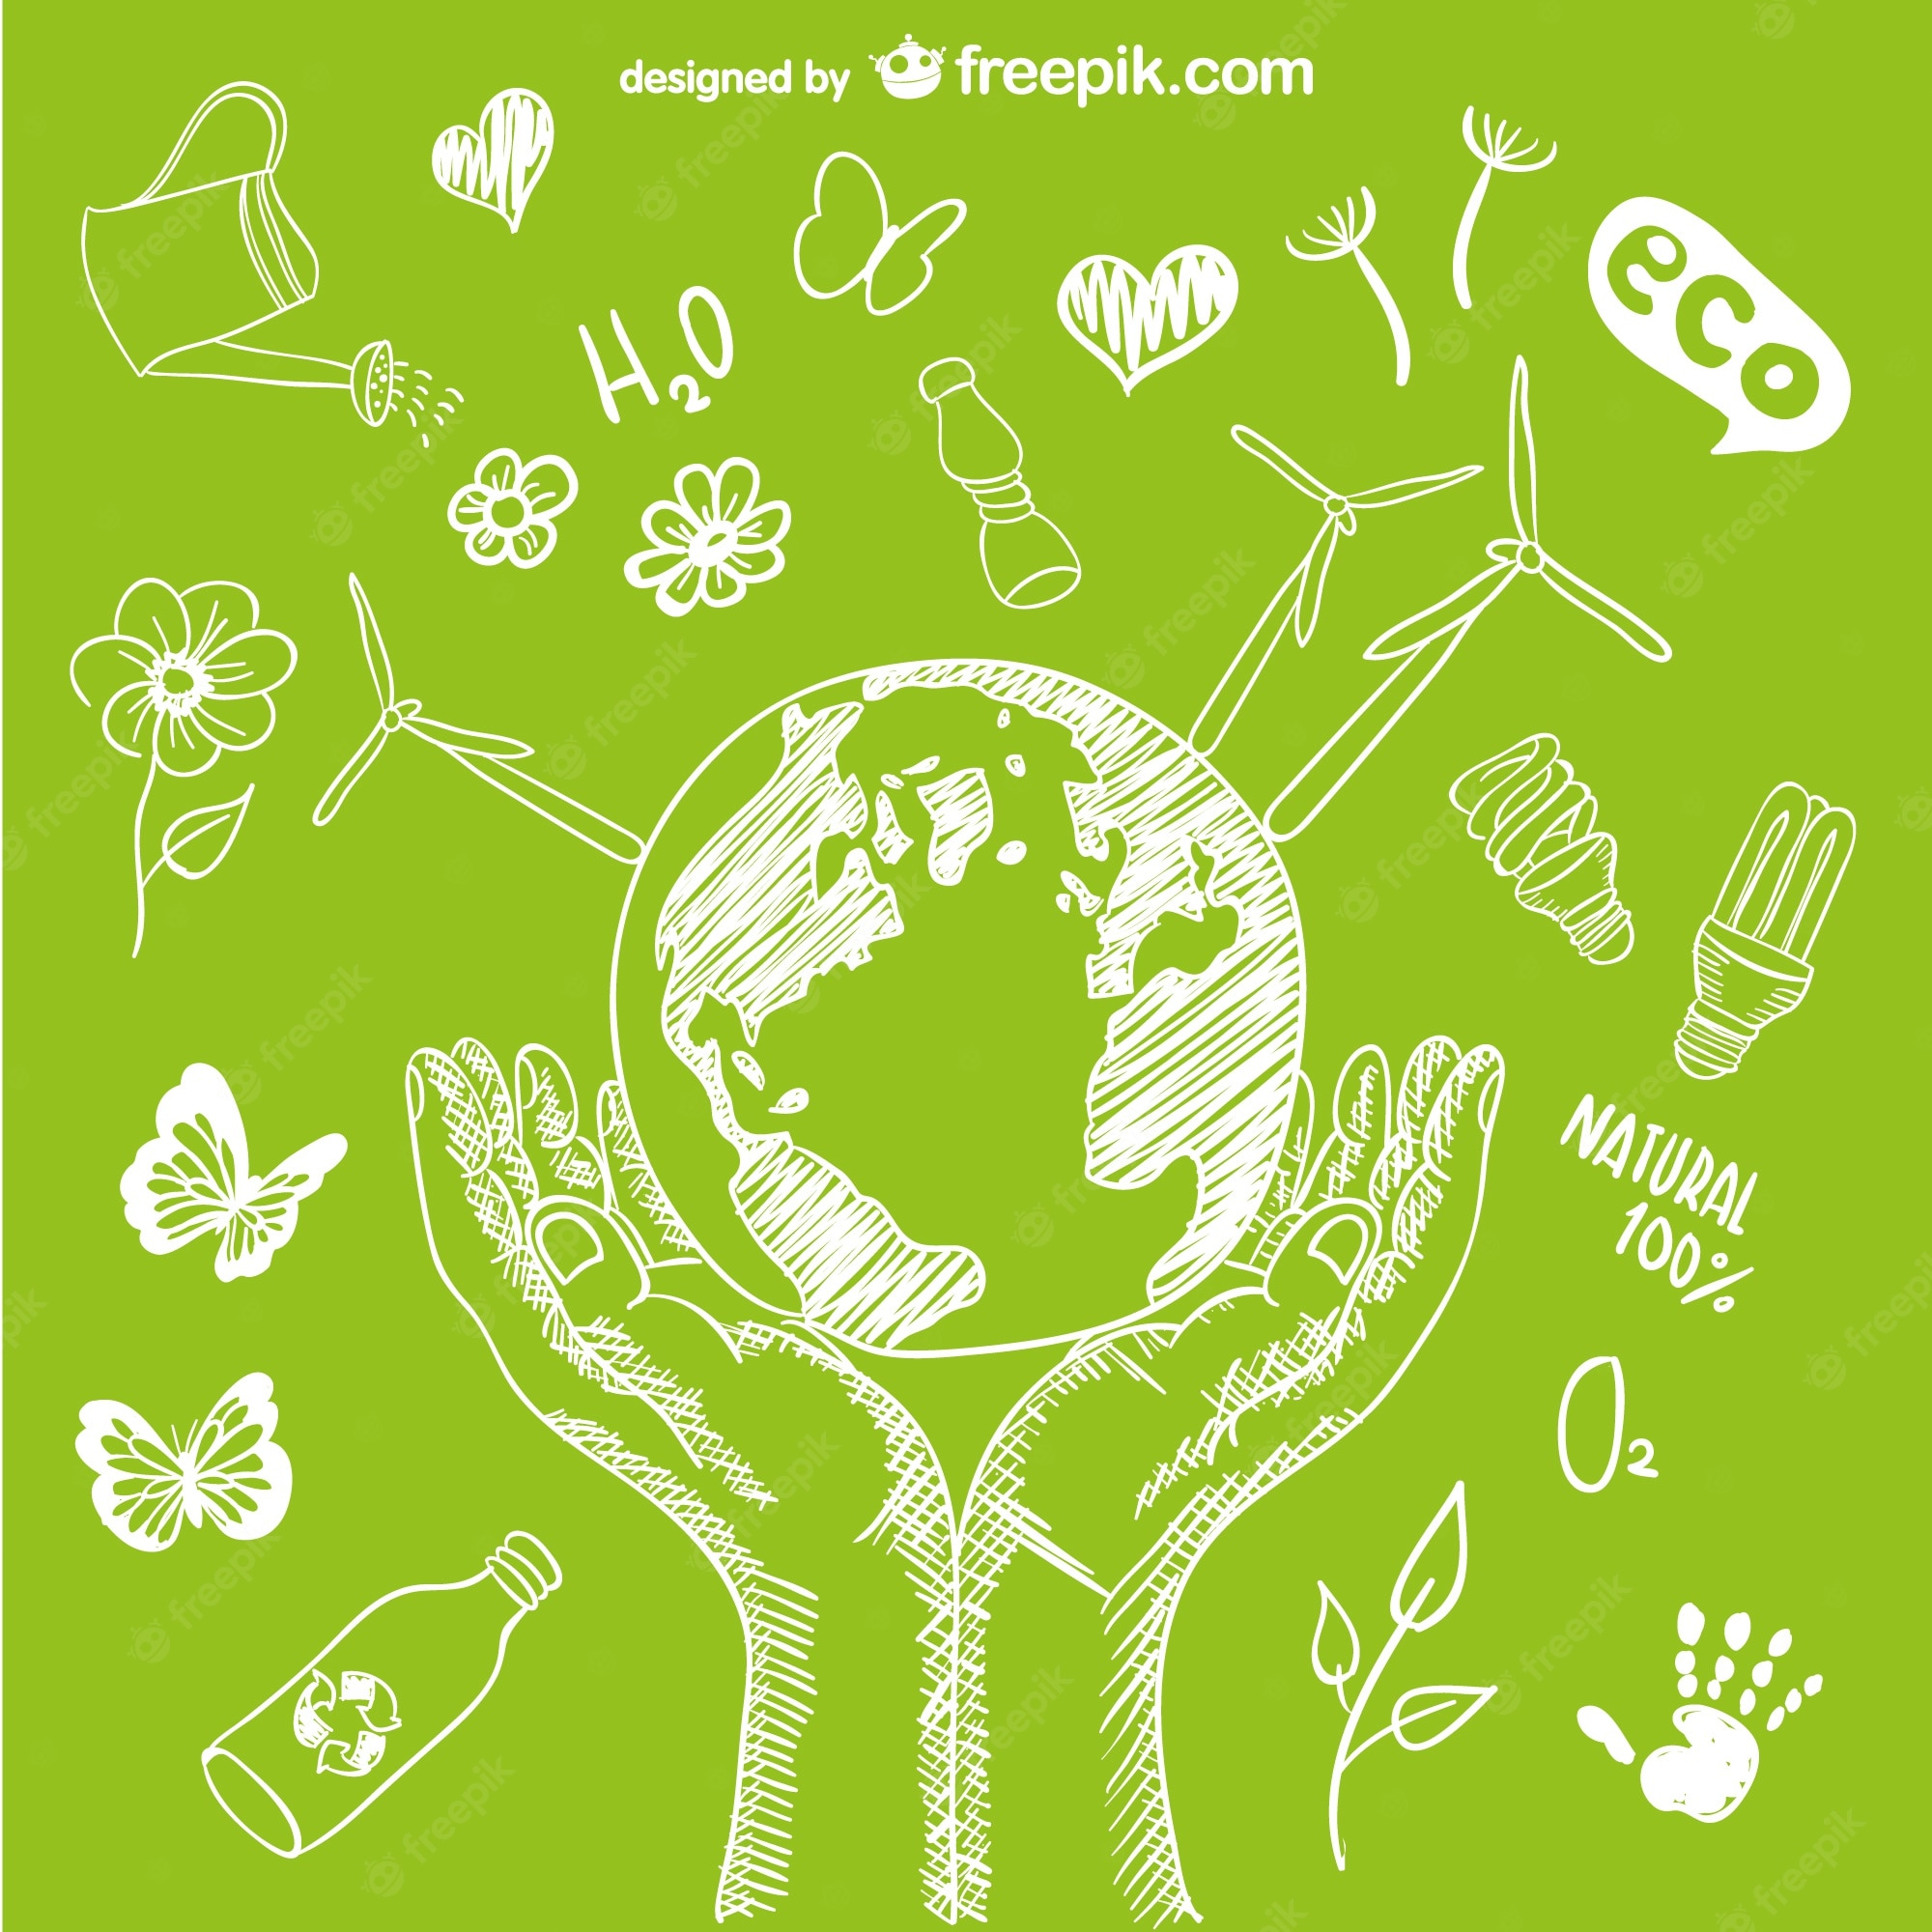 designed by freepik.com
eco
H₂O
NATURAL
100%
O₂